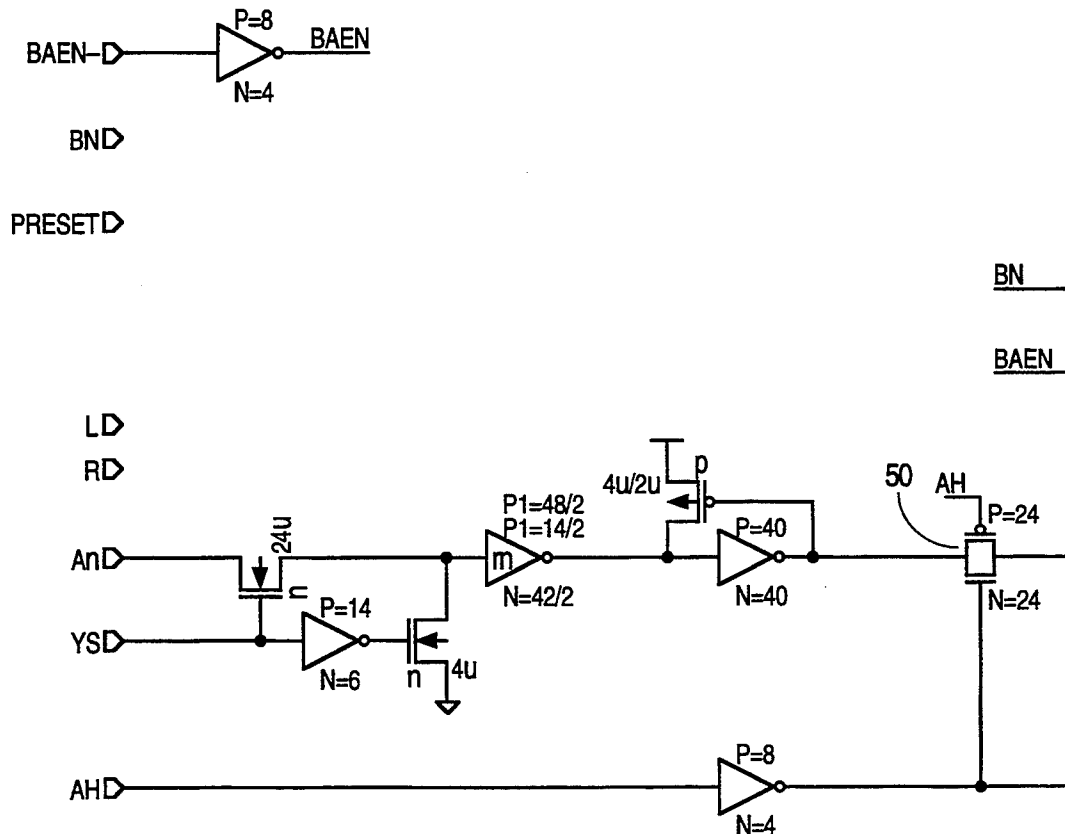 P=8
BAEN-
BAEN
N=4
BN
PRESET
BN
BAEN
L
R
p
4u/2u
50
AH
P1=48/2
P1=14/2
P=40
P=24
24u
An
m
n
N=42/2
N=40
N=24
P=14
YS
N=6
n
4u
P=8
AH
N=4